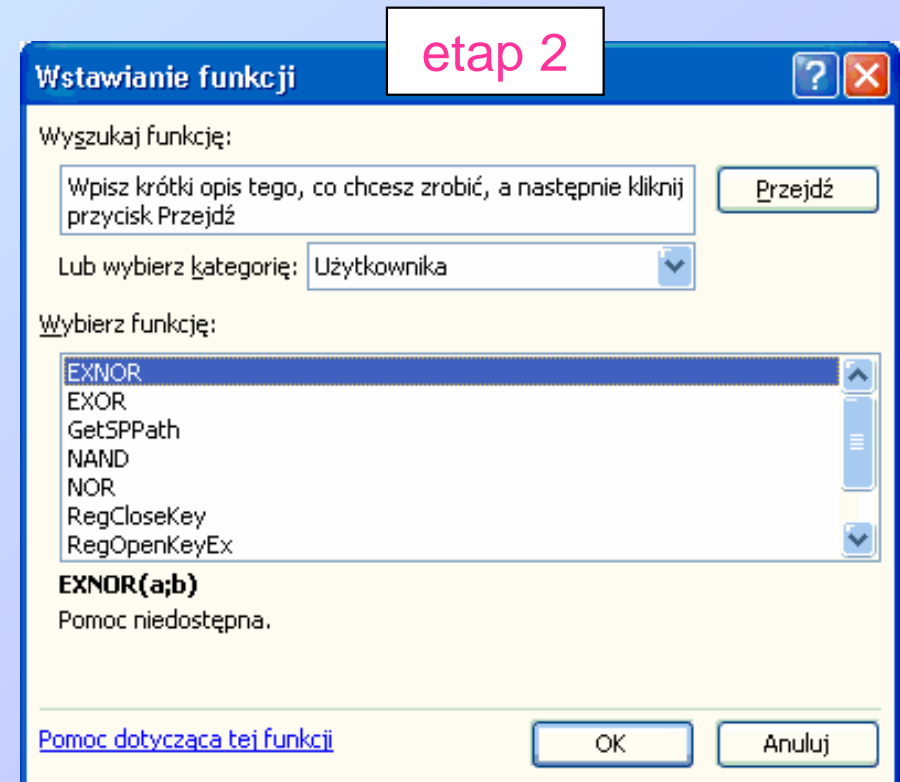 etap 2
Wstawianie funkcji
Wyszukaj funkcję:
Wpisz krótki opis tego, co chcesz zrobić, a następnie kliknij
przycisk Przejdź
Przejdź
Lub wybierz kategorię: Użytkownika
Wybierz funkcję:
EXNOR
EXOR
GetSPPath
NAND
NOR
RegCloseKey
RegOpenKeyEx
EXNOR(a;b)
Pomoc niedostępna.
Pomoc dotycząca tej funkcji
OK
Anuluj